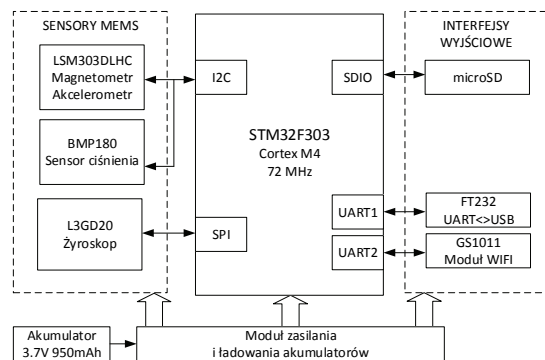 SENSORY MEMS
LSM303DLHC
Magnetometr
Akcelerometr
BMP180
Sensor ciśnienia
L3GD20
Żyroskop
I2C
SPI
STM32F303
Cortex M4
72 MHz
SDIO
UART1
UART2
INTERFEJSY
WYJŚCIOWE
microSD
FT232
UART<>USB
GS1011
Moduł WIFI
Akumulator
3.7V 950mAh
Moduł zasilania
i ładowania akumulatorów